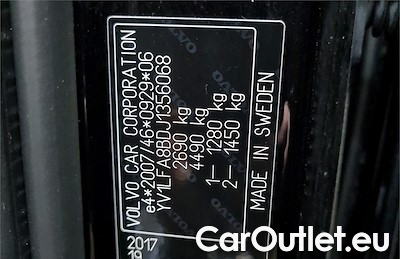 VOLVO CAR CORPORATION
e4*2007/46*0929*06
YV1LFA8BDJ1356068
2690 kg
4490 kg
1– 1280 kg
2– 1450 kg
MADE IN SWEDEN
2017
CarOutlet.eu